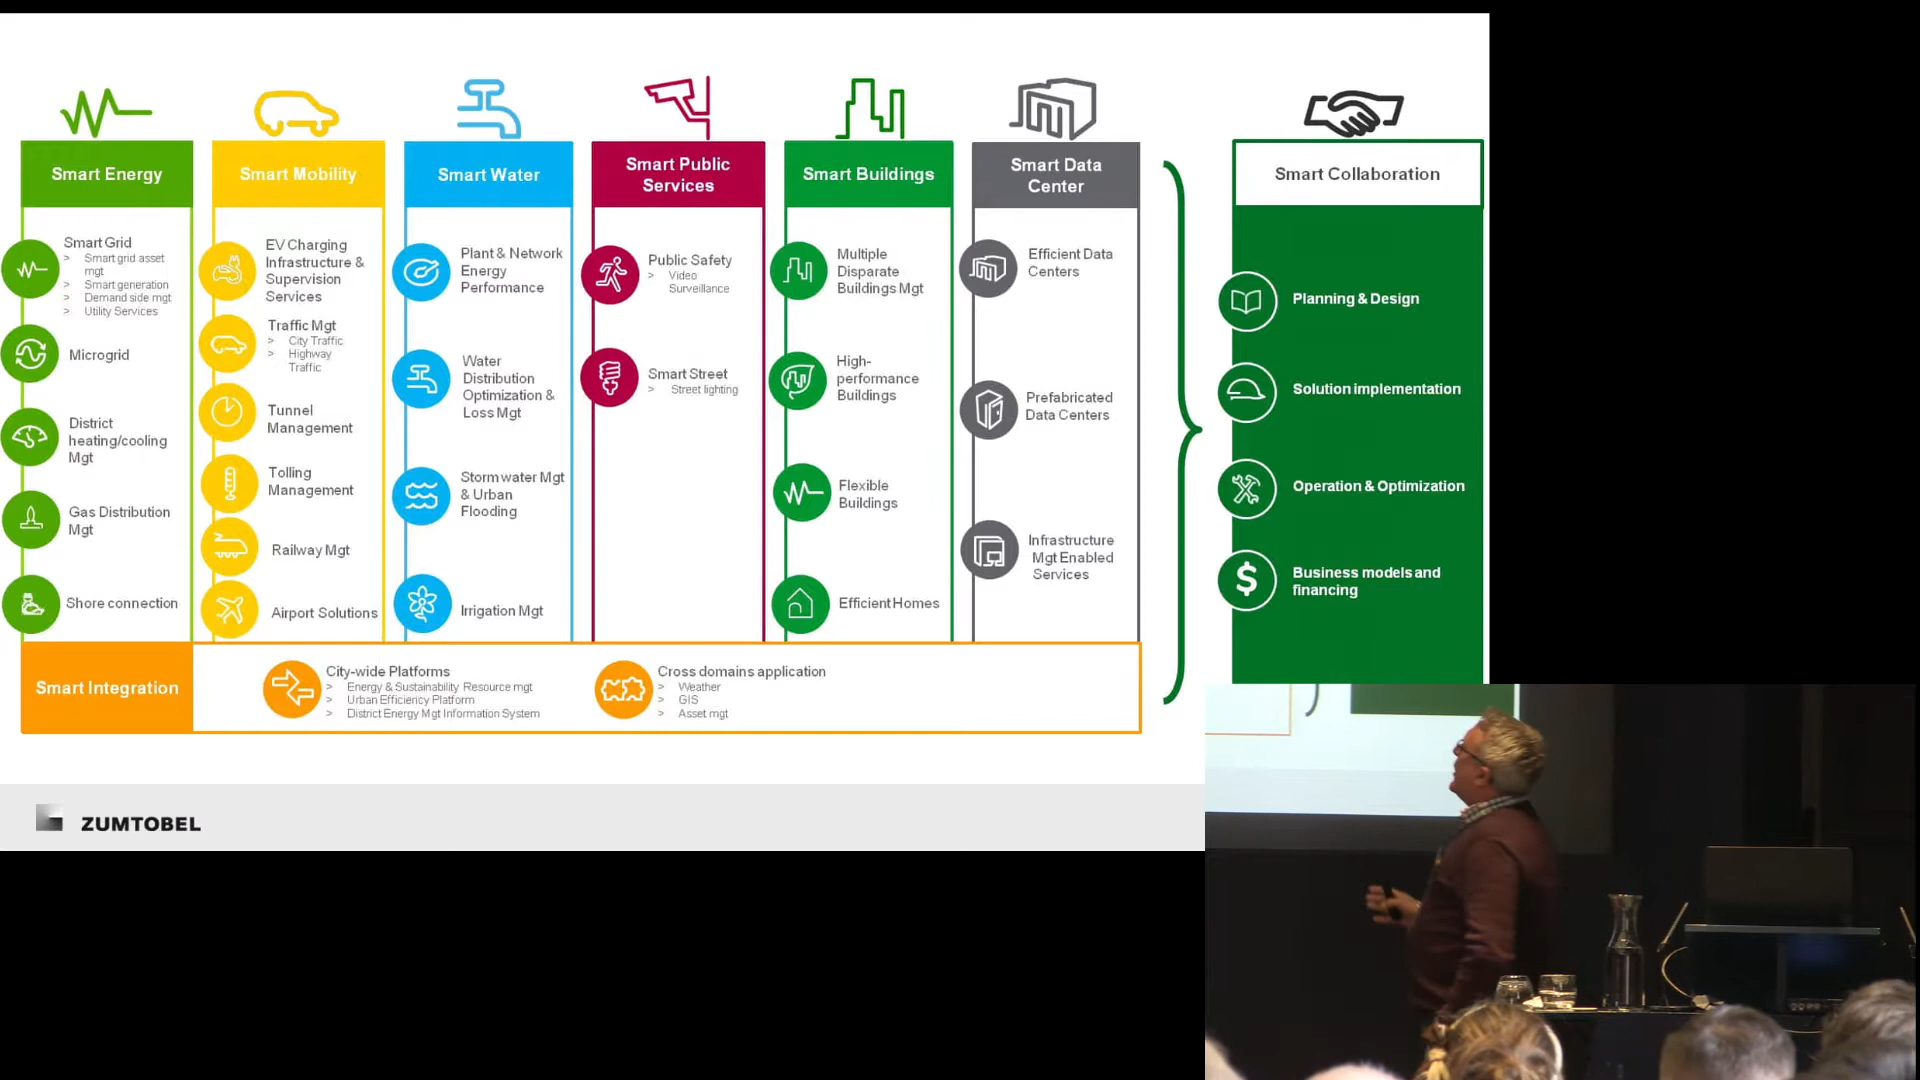 Smart Energy
Smart Grid
> Smart grid asset
mgt
> Smart generation
> Demand side mgt
> Utility Services
Microgrid
District
heating/cooling
Mgt
Gas Distribution
Mgt
Shore connection
Smart Mobility
EV Charging
Infrastructure &
Supervision
Services
Traffic Mgt
> City Traffic
> Highway
Traffic
Tunnel
Management
Tolling
Management
Railway Mgt
Airport Solutions
Smart Water
Plant & Network
Energy
Performance
Water
Distribution
Optimization &
Loss Mgt
Storm water Mgt
& Urban
Flooding
Irrigation Mgt
Smart Public
Services
Public Safety
> Video
Surveillance
Smart Street
> Street lighting
Smart Buildings
Multiple
Disparate
Buildings Mgt
High-
performance
Buildings
Flexible
Buildings
Efficient Homes
Smart Data
Center
Efficient Data
Centers
Prefabricated
Data Centers
Infrastructure
Mgt Enabled
Services
Smart Collaboration
Planning & Design
Solution implementation
Operation & Optimization
$
Business models and
financing
Smart Integration
City-wide Platforms
> Energy & Sustainability Resource mgt
> Urban Efficiency Platform
> District Energy Mgt Information System
Cross domains application
> Weather
> GIS
> Asset mgt
ZUMTOBEL